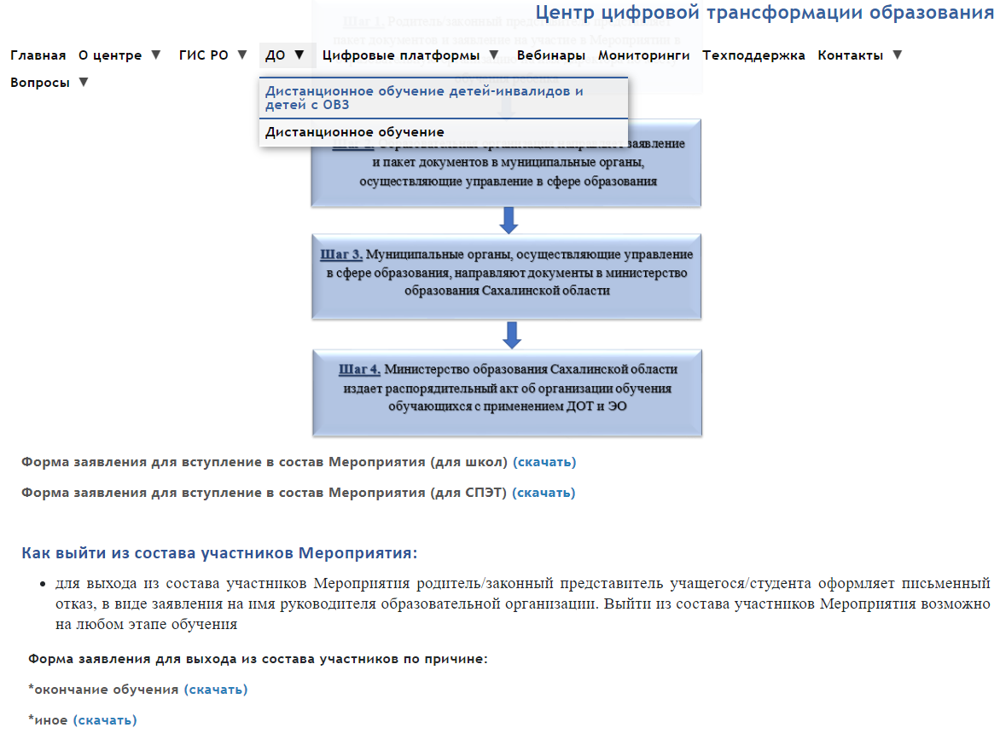 Центр цифровой трансформации образования
Шаг 1. Родитель/законный представитель предоставляет
пакет документов и заявление на участие в Мероприятии в
Главная О центре ▼ ГИС РО ▼ ДО ▼ Цифровые платформы ▼ Вебинары Мониторинги Техподдержка Контакты ▼
Вопросы ▼
Дистанционное обучение детей-инвалидов и
детей с ОВЗ
Дистанционное обучение
заявление
и пакет документов в муниципальные органы,
осуществляющие управление в сфере образования
Шаг 3. Муниципальные органы, осуществляющие управление
в сфере образования, направляют документы в министерство
образования Сахалинской области
Шаг 4. Министерство образования Сахалинской области
издает распорядительный акт об организации обучения
обучающихся с применением ДОТ и ЭО
Форма заявления для вступление в состав Мероприятия (для школ) (скачать)
Форма заявления для вступление в состав Мероприятия (для СПЭТ) (скачать)
Как выйти из состава участников Мероприятия:
• для выхода из состава участников Мероприятия родитель/законный представитель учащегося/студента оформляет письменный
отказ, в виде заявления на имя руководителя образовательной организации. Выйти из состава участников Мероприятия возможно
на любом этапе обучения
Форма заявления для выхода из состава участников по причине:
*окончание обучения (скачать)
*иное (скачать)